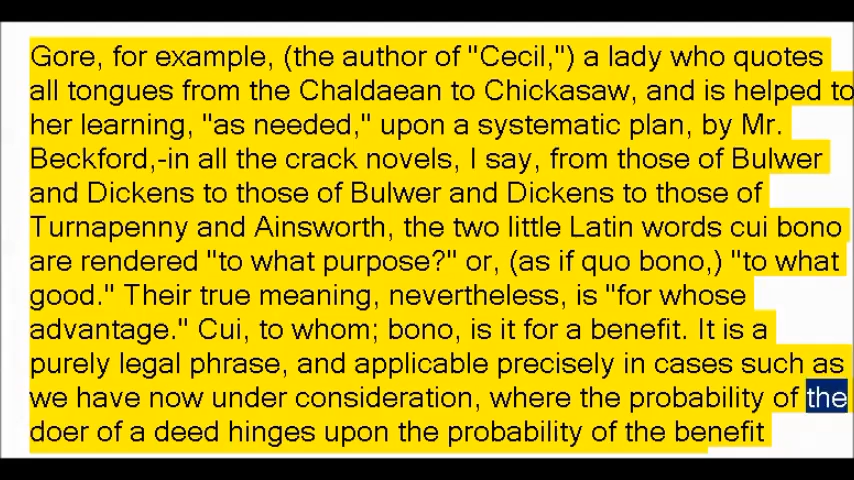 Gore, for example, (the author of "Cecil,") a lady who quotes
all tongues from the Chaldaean to Chickasaw, and is helped to
her learning, "as needed," upon a systematic plan, by Mr.
Beckford,-in all the crack novels, I say, from those of Bulwer
and Dickens to those of Bulwer and Dickens to those of
Turnapenny and Ainsworth, the two little Latin words cui bono
are rendered "to what purpose?" or, (as if quo bono,) "to what
good." Their true meaning, nevertheless, is "for whose
advantage." Cui, to whom; bono, is it for a benefit. It is a
purely legal phrase, and applicable precisely in cases such as
we have now under consideration, where the probability of the
doer of a deed hinges upon the probability of the benefit